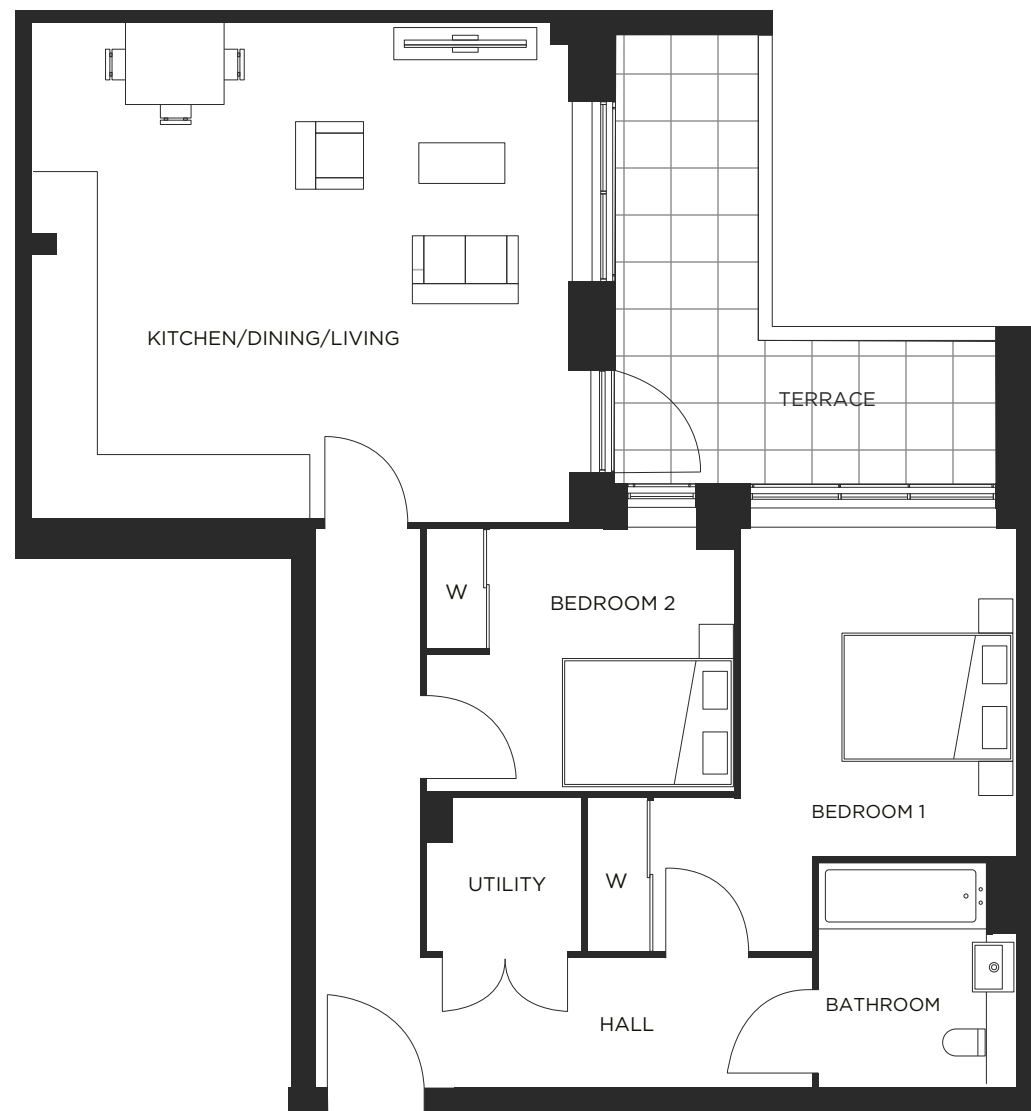 KITCHEN/DINING/LIVING
TERRACE
W
BEDROOM 2
BEDROOM 1
UTILITY
W
BATHROOM
HALL